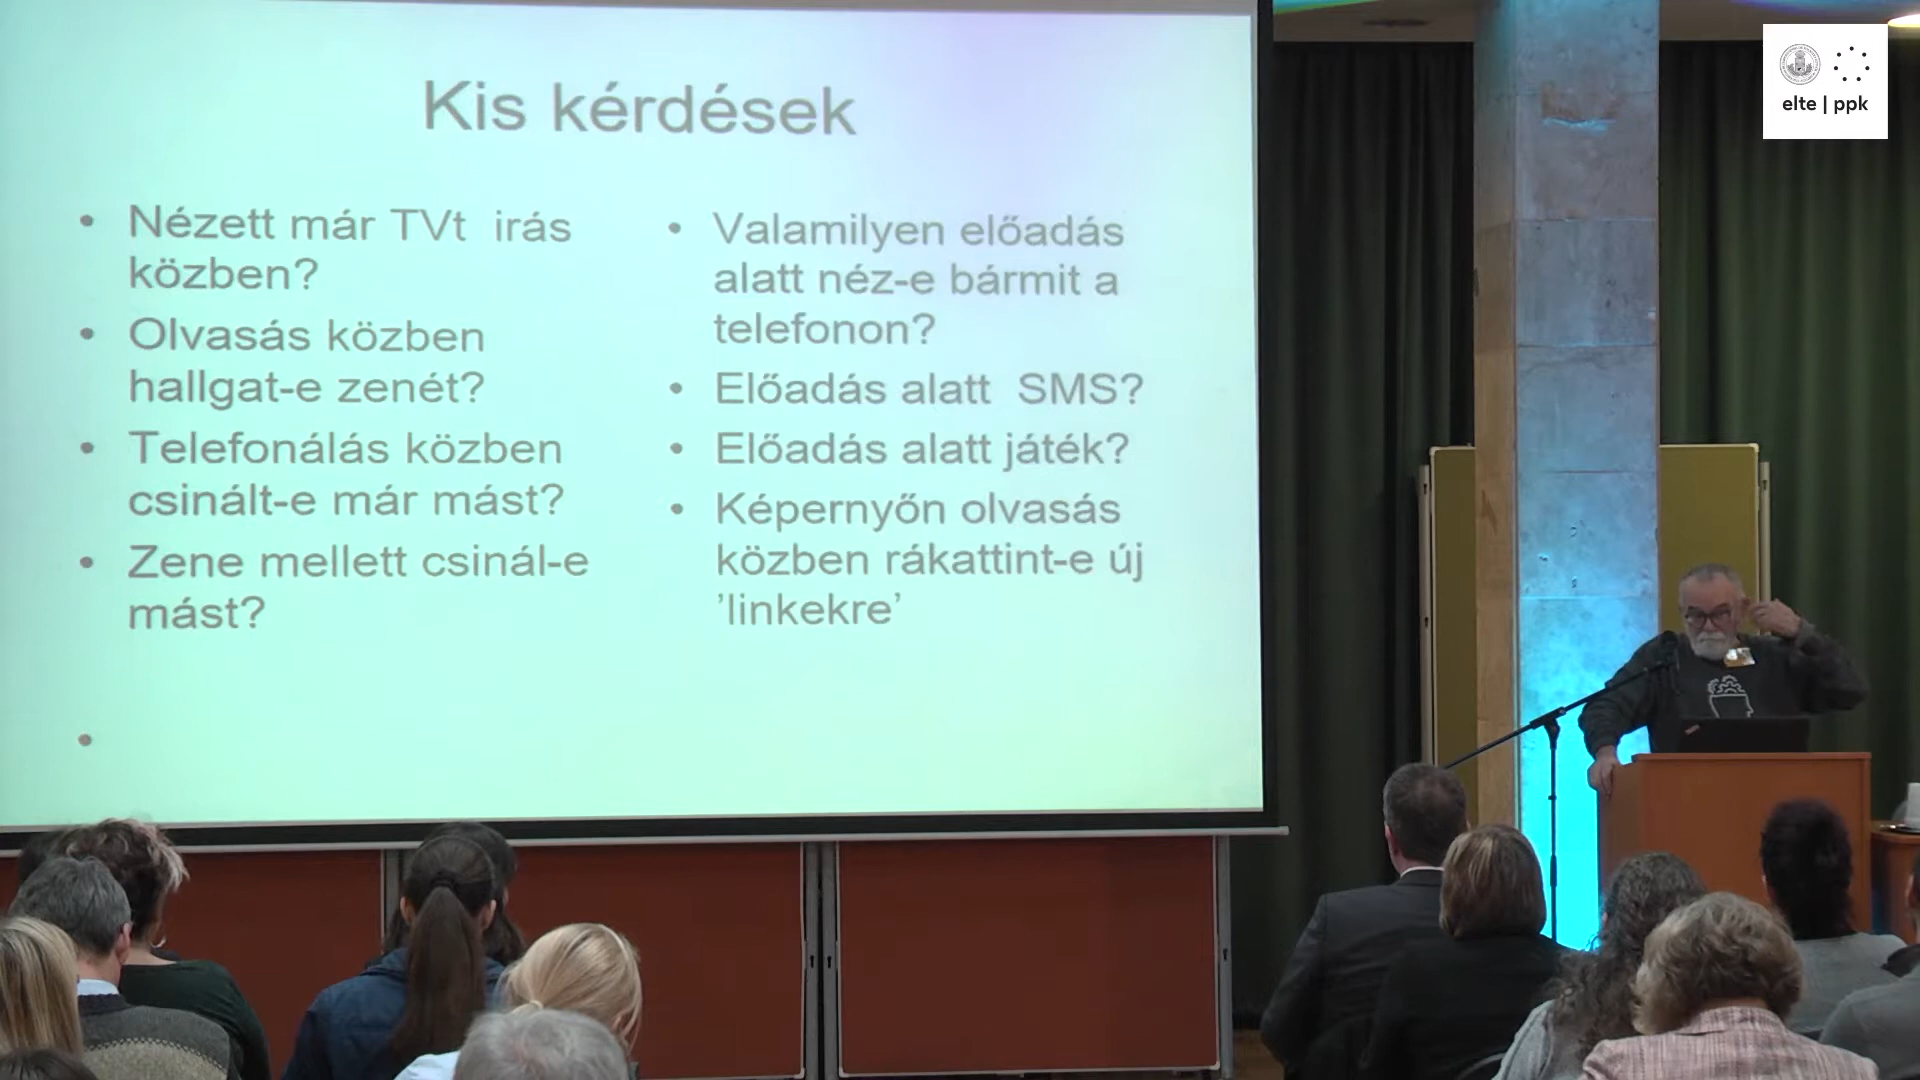 Kis kérdések
• Nézett már TVt irás
közben?
• Olvasás közben
hallgat-e zenét?
• Telefonálás közben
csinált-e már mást?
• Zene mellett csinál-e
mást?
•
• Valamilyen előadás
alatt néz-e bármit a
telefonon?
• Előadás alatt SMS?
• Előadás alatt játék?
• Képernyőn olvasás
közben rákattint-e új
’linkekre’
elte | ppk